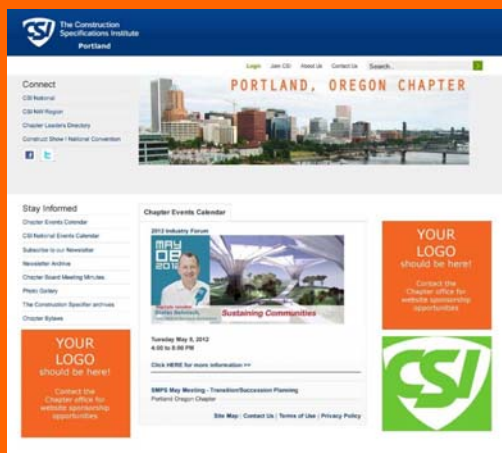 CSI
The Construction
Specifications Institute
Portland
Login Join CSI About Us Contact Us Search..
Connect
CSI National
CSI NW Region
Chapter Leaders Directory
Construct Show / National Convention
PORTLAND, OREGON CHAPTER
Stay Informed
Chapter Events Calendar
CSI National Events Calendar
Subscribe to our Newsletter
Newsletter Archive
Chapter Board Meeting Minutes
Photo Gallery
The Construction Specifier archives
Chapter Bylaws
YOUR
LOGO
should be here!
Contact the
Chapter office for
website sponsorship
opportunities
Chapter Events Calendar
2012 Industry Forum
MAY
08
2012
Stefan Behnisch,
Sustaining Communities
Tuesday May 8, 2012
4:00 to 8:00 PM
Click HERE for more information >>
SMPS May Meeting - Transition/Succession Planning
Portland Oregon Chapter
Site Map | Contact Us | Terms of Use | Privacy Policy
YOUR
LOGO
should be here!
Contact the
Chapter office for
website sponsorship
opportunities
CSI